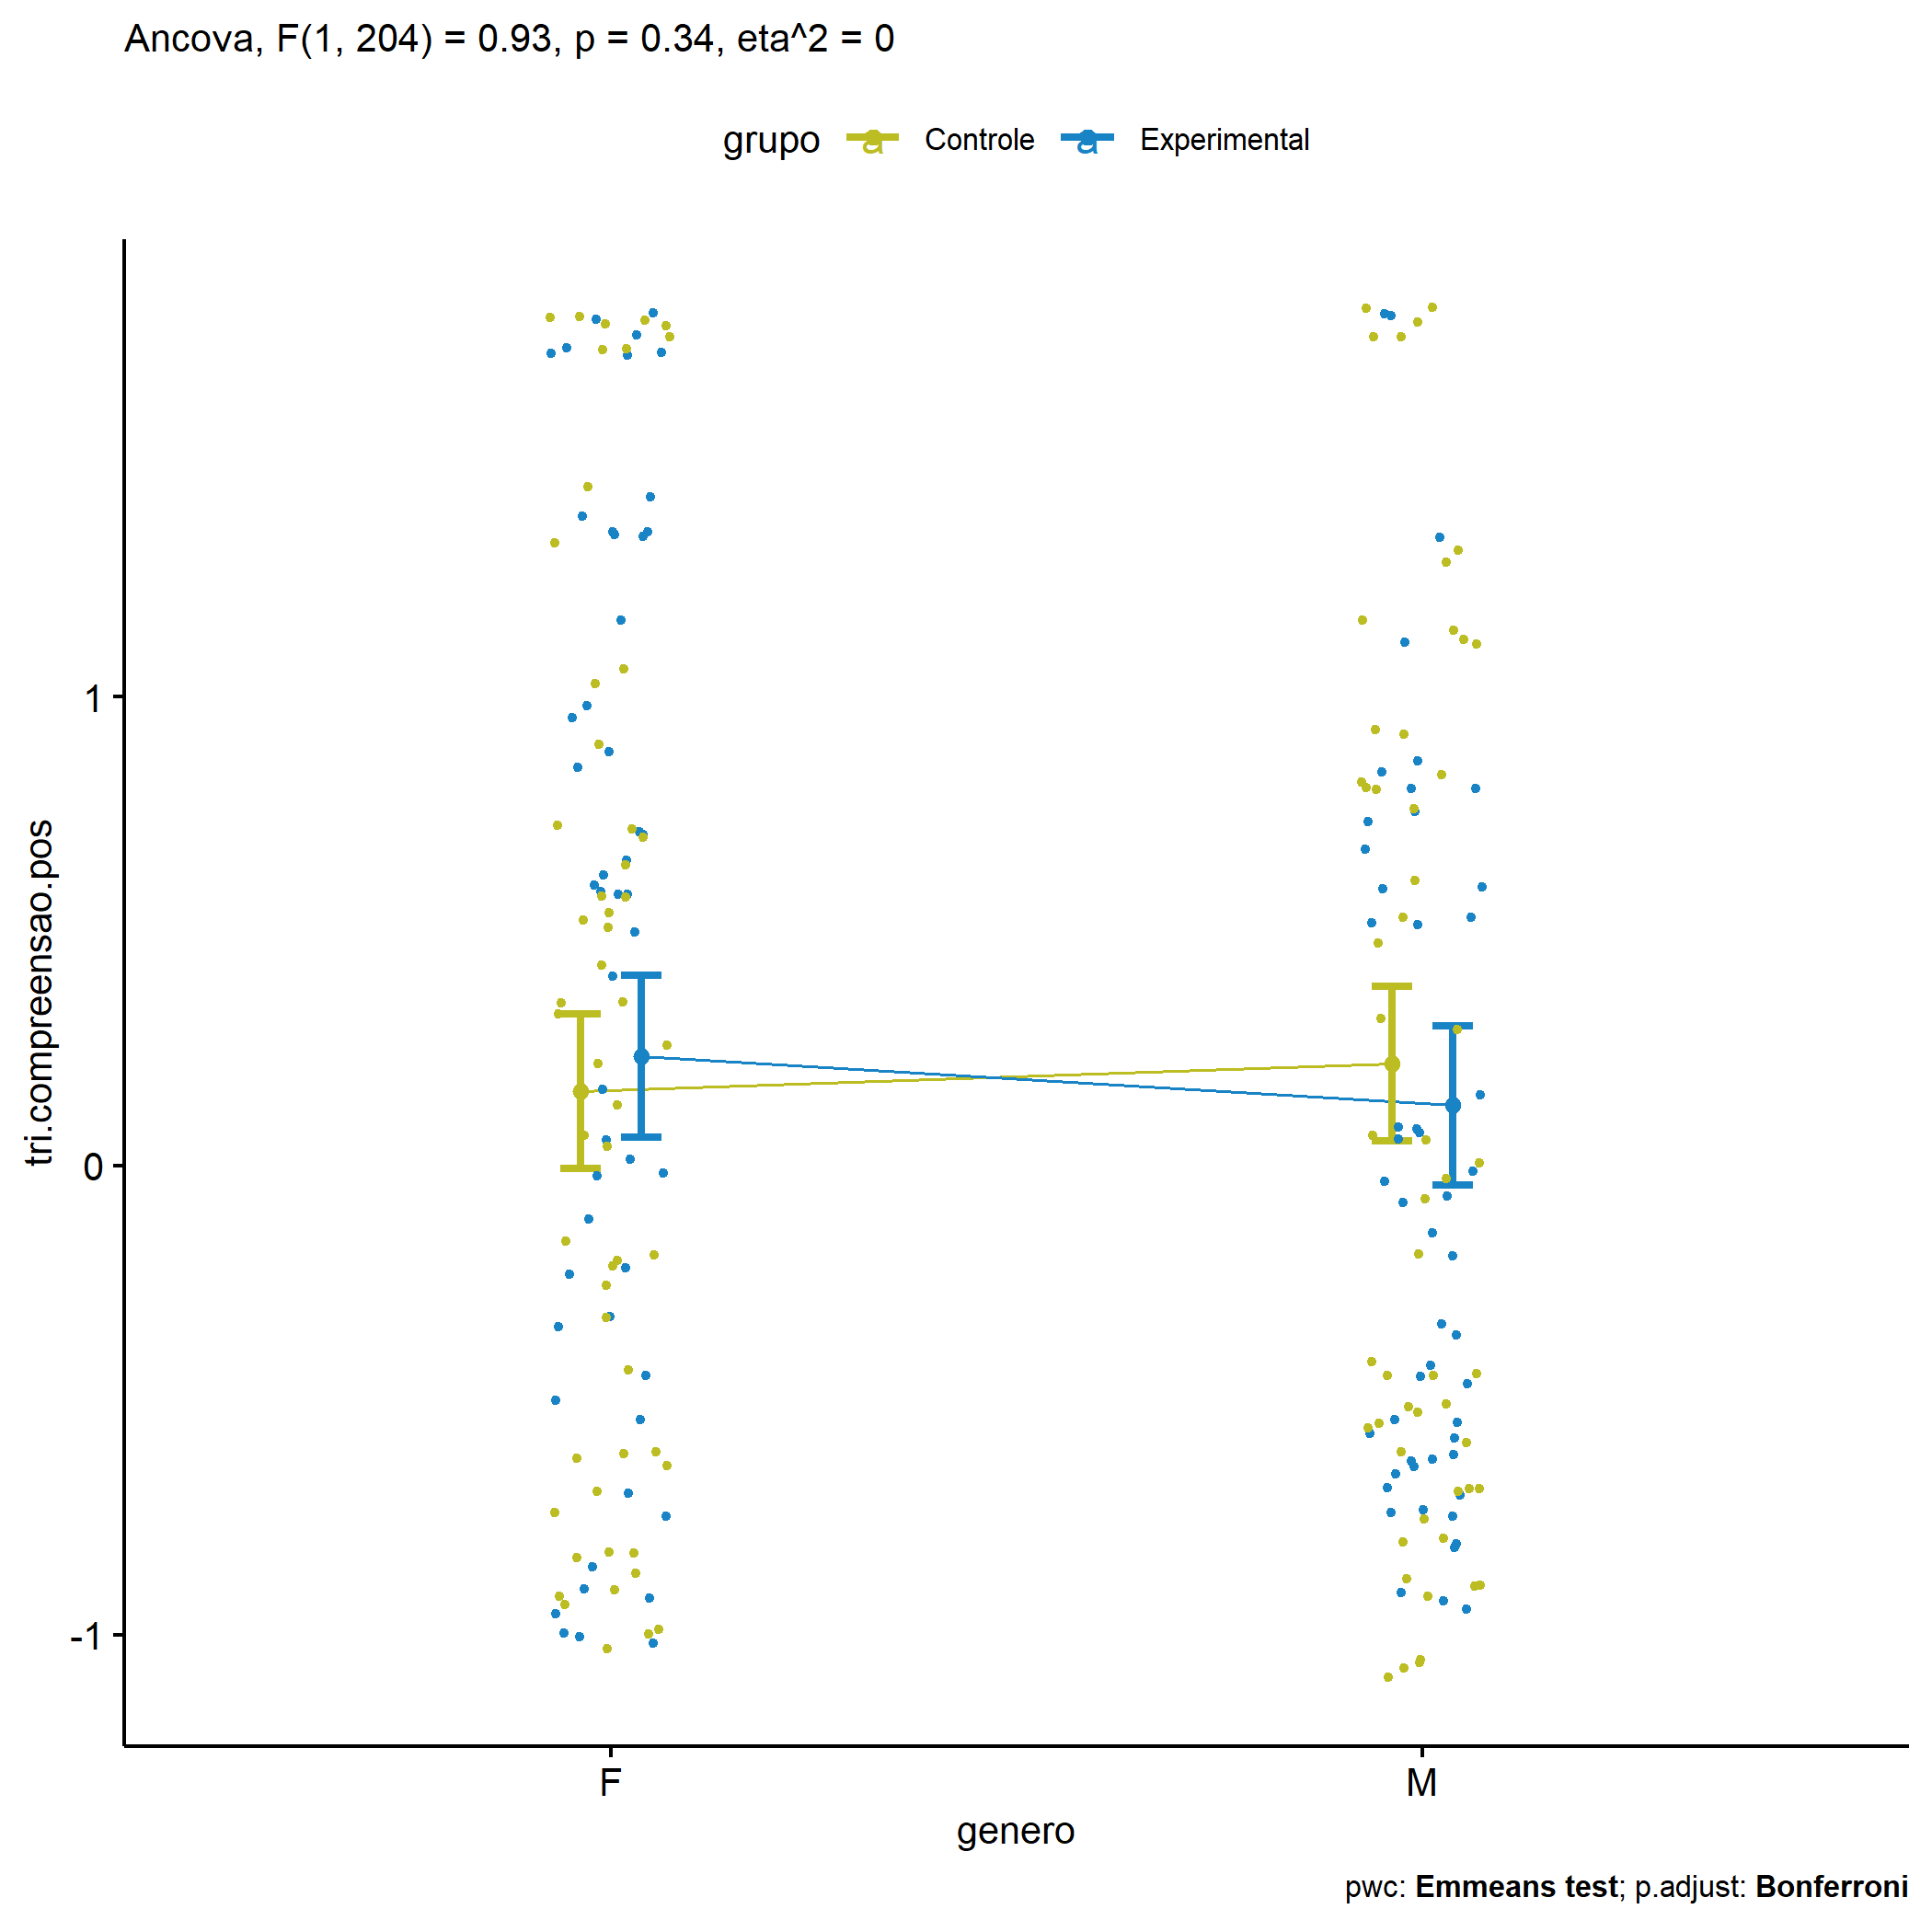 Ancova, F(1, 204) = 0.93, p = 0.34, eta^2 = 0
grupo a Controle a Experimental
1
0
-1
tri.compreensao.pos
F M
genero
pwc: Emmeans test; p.adjust: Bonferroni